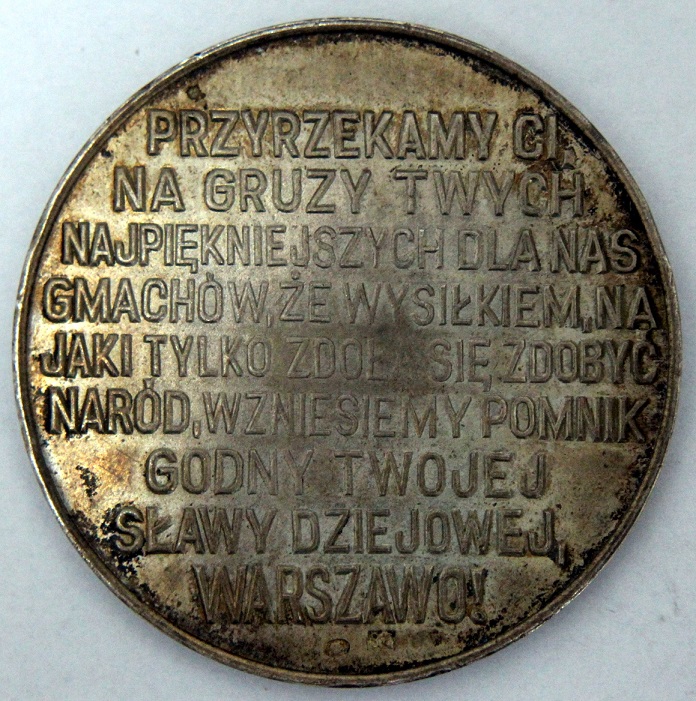 PRZYRZEKAMY CI,
NA GRUZY TWYCH
NAJPIĘKNIEJSZYCH DLA NAS
GMACHÓW, ŻE WYSIŁKIEM, NA
JAKI TYLKO ZDOŁA SIĘ ZDOBYĆ
NARÓD, WZNIESIEMY POMNIK
GODNY TWOJEJ
SŁAWY DZIEJOWEJ,
WARSZAWO!